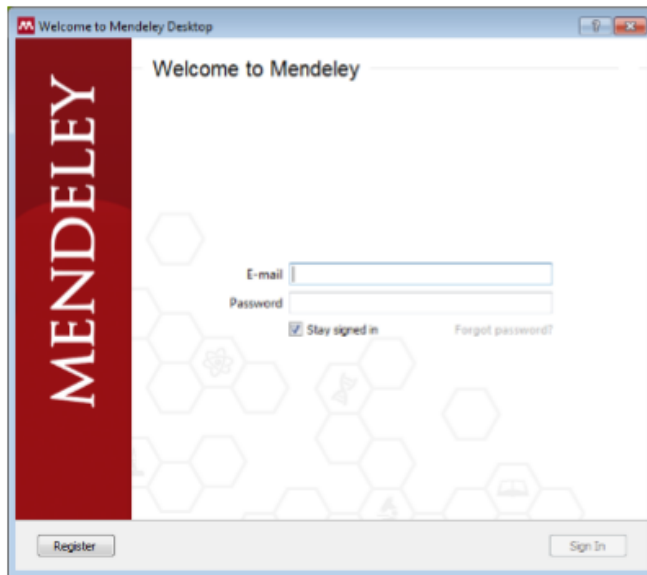 Welcome to Mendeley Desktop
Welcome to Mendeley
MENDELEY
E-mail
Password
Stay signed in Forgot password?
Register Sign In